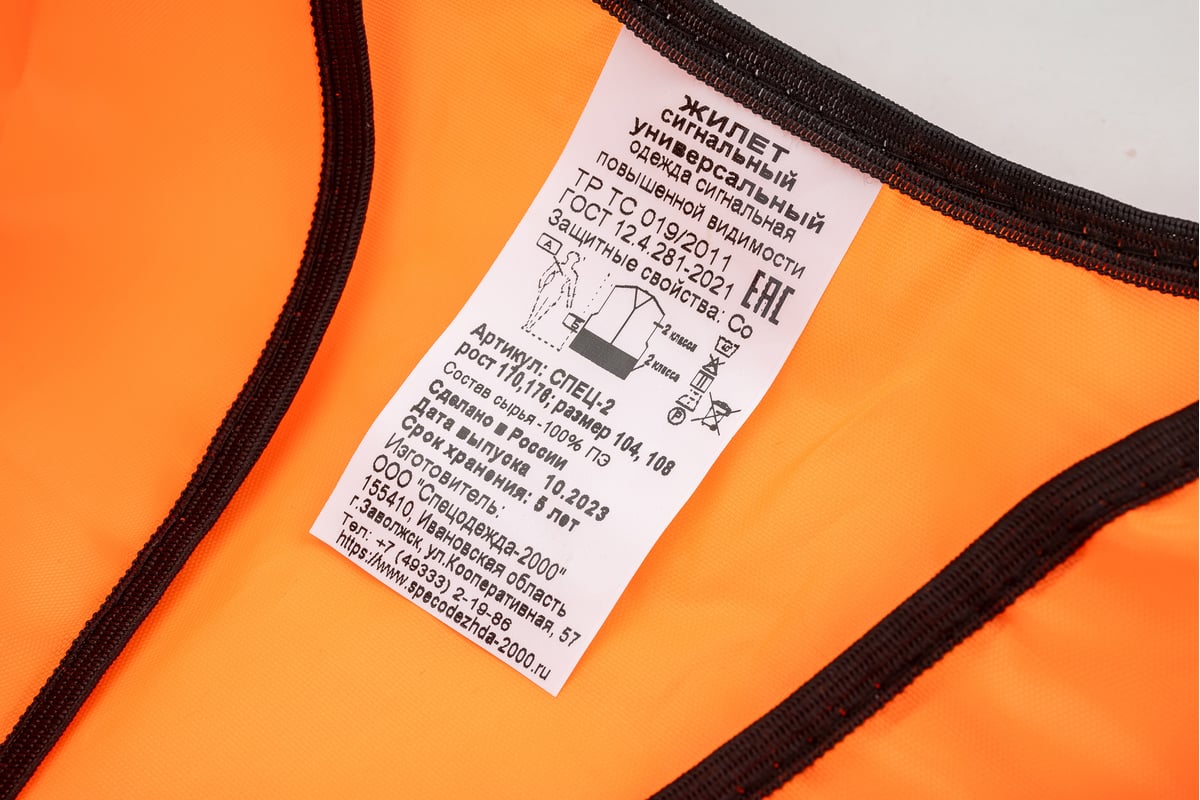 ЖИЛЕТ
сигнальный
универсальный
одежда сигнальная
повышенной видимости
ТР ТС 019/2011
ГОСТ 12.4.281-2021
Защитные свойства: Со
ЕАС
А
Б
2 класса
2 класса
40°
P
Артикул: СПЕЦ-2
рост 170,176; размер 104, 108
Состав сырья -100% ПЭ
Сделано в России
Дата выпуска 10.2023
Срок хранения: 5 лет
Изготовитель:
ООО "Спецодежда-2000"
155410, Ивановская область
г.Заволжск, ул.Кооперативная, 57
Тел: +7 (49333) 2-19-86
https://www.specodezhda-2000.ru